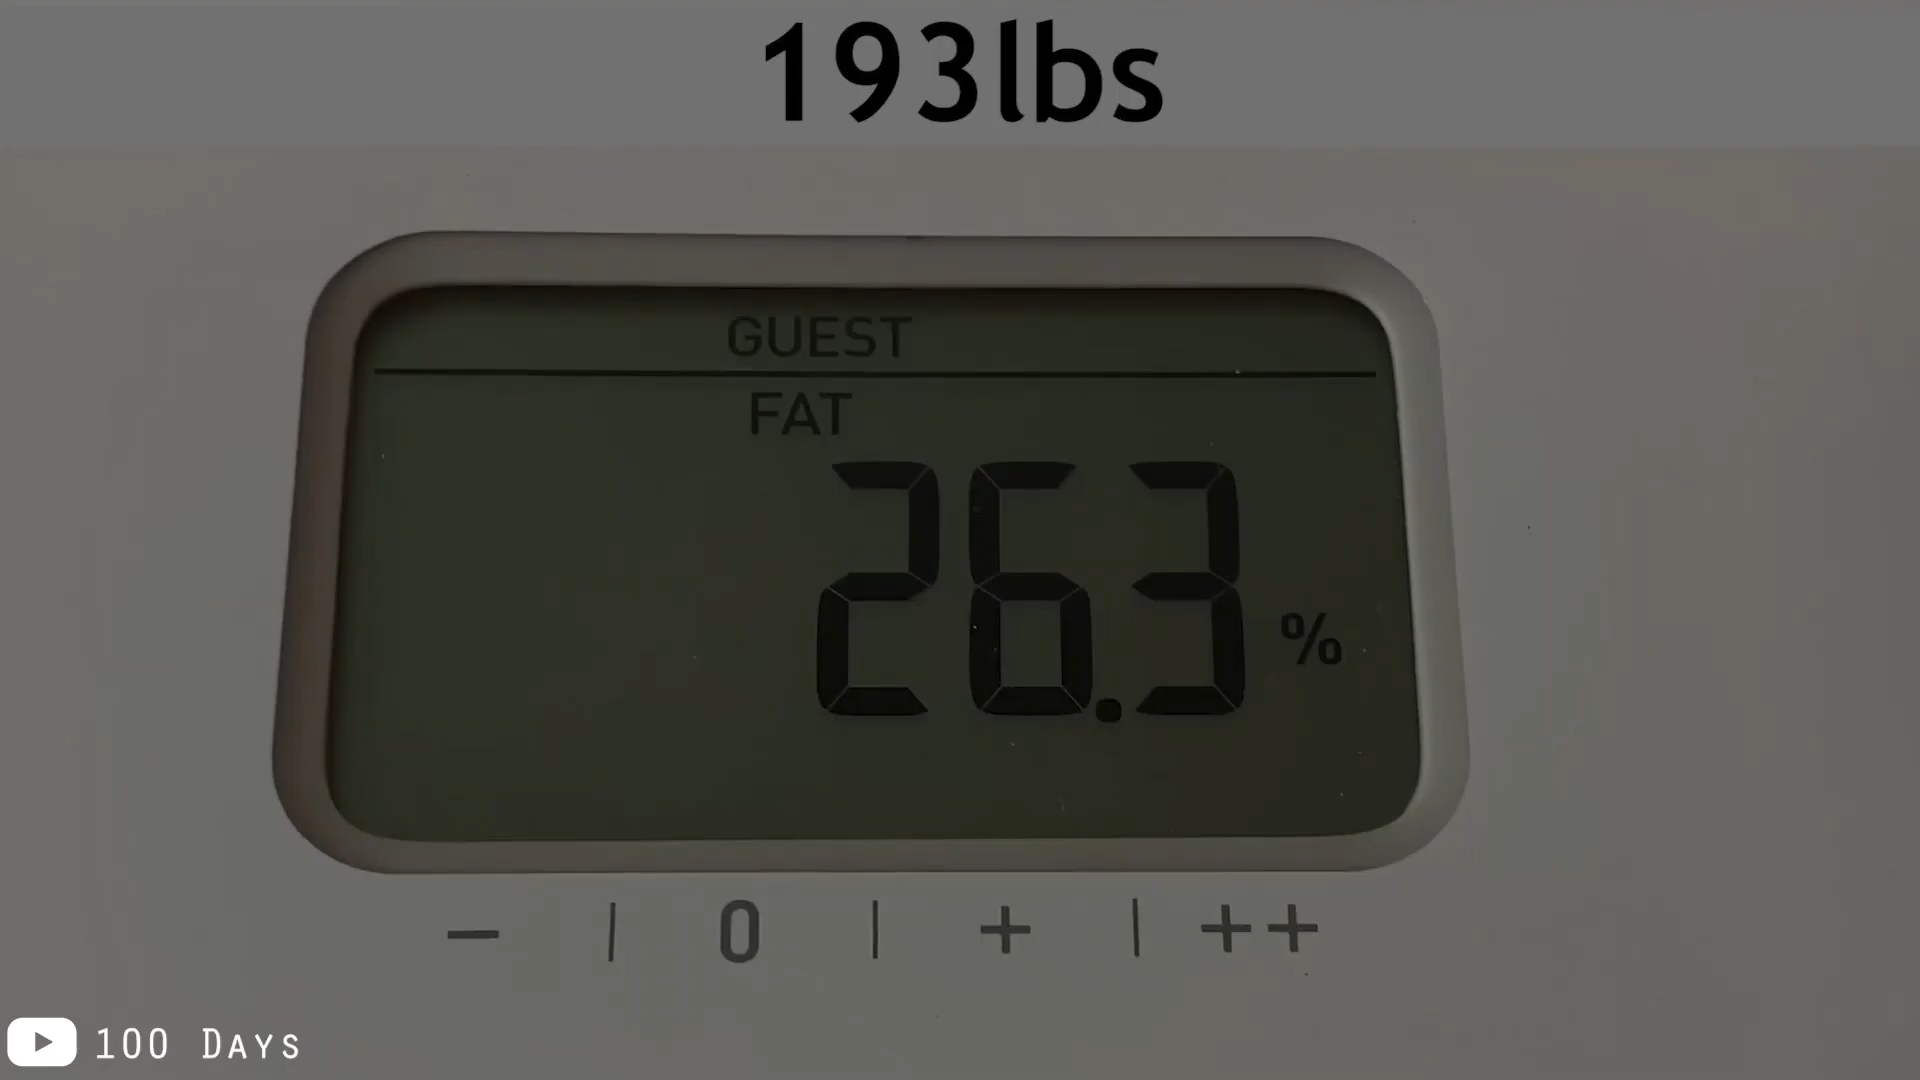 193lbs
GUEST
FAT
26.3 %
− | 0 | + | ++
100 Days